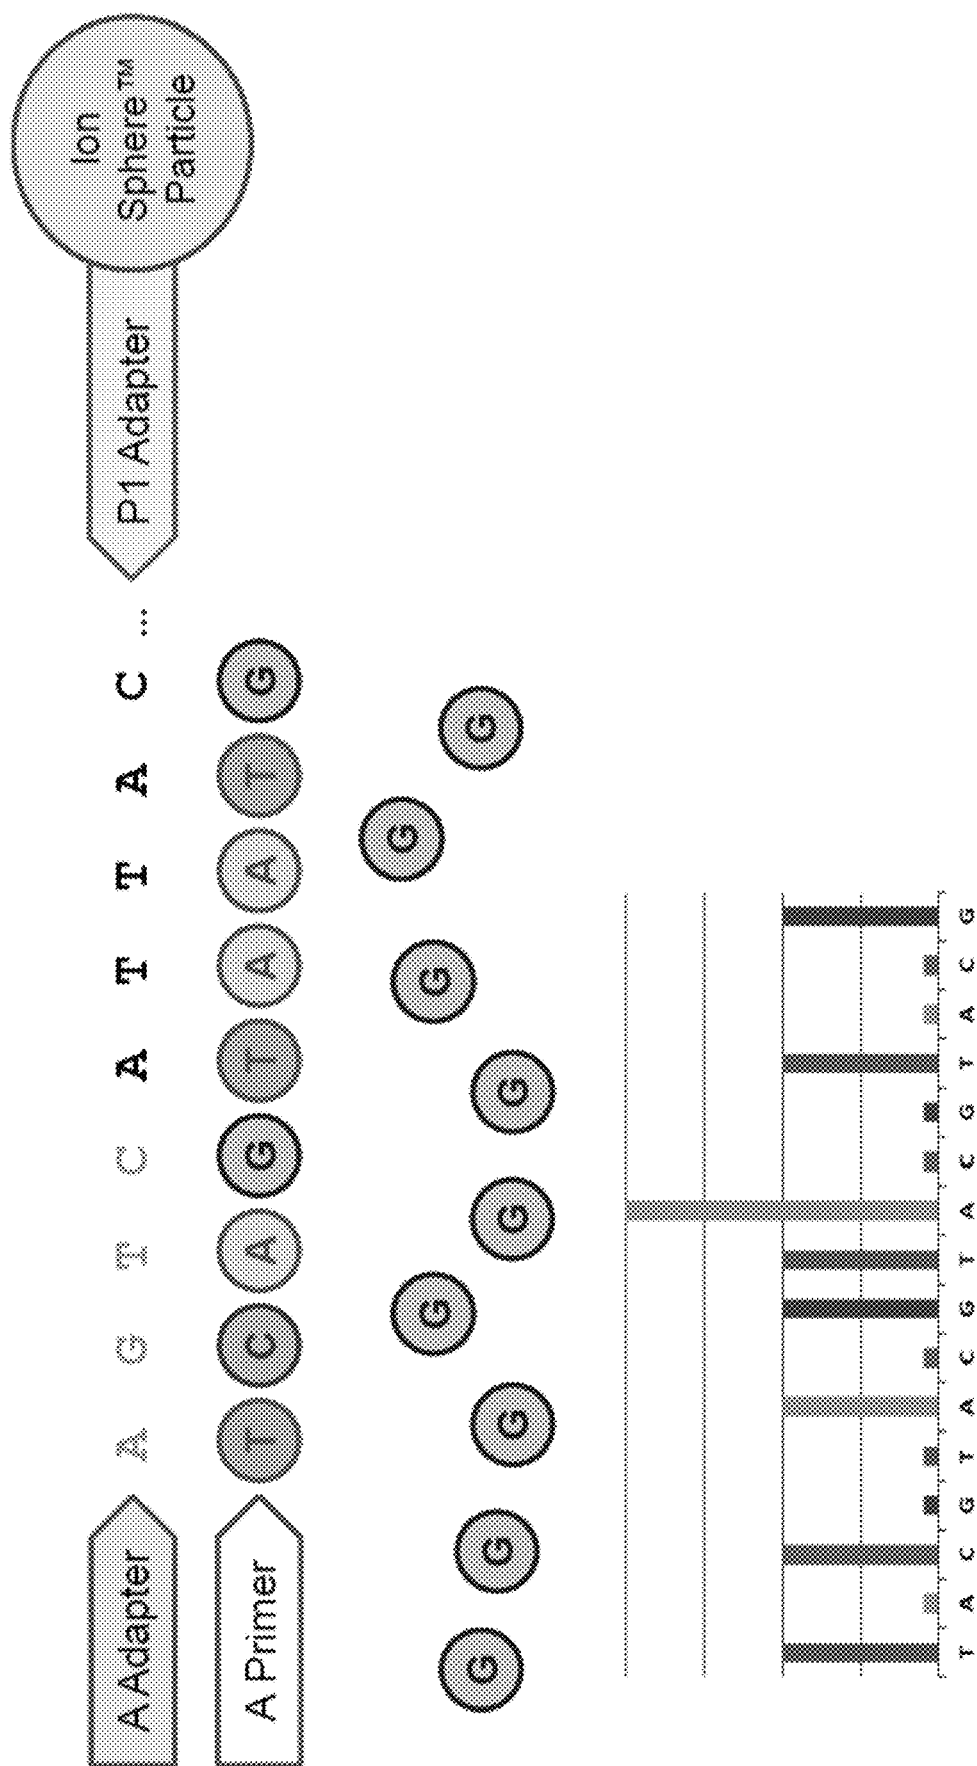 A Adapter A G T C A T T A C ... P1 Adapter
Ion
Sphere™
Particle
A Primer T C A G T A A T G
G G G G G G G G G
T A C G T A C G T A C G T A C G